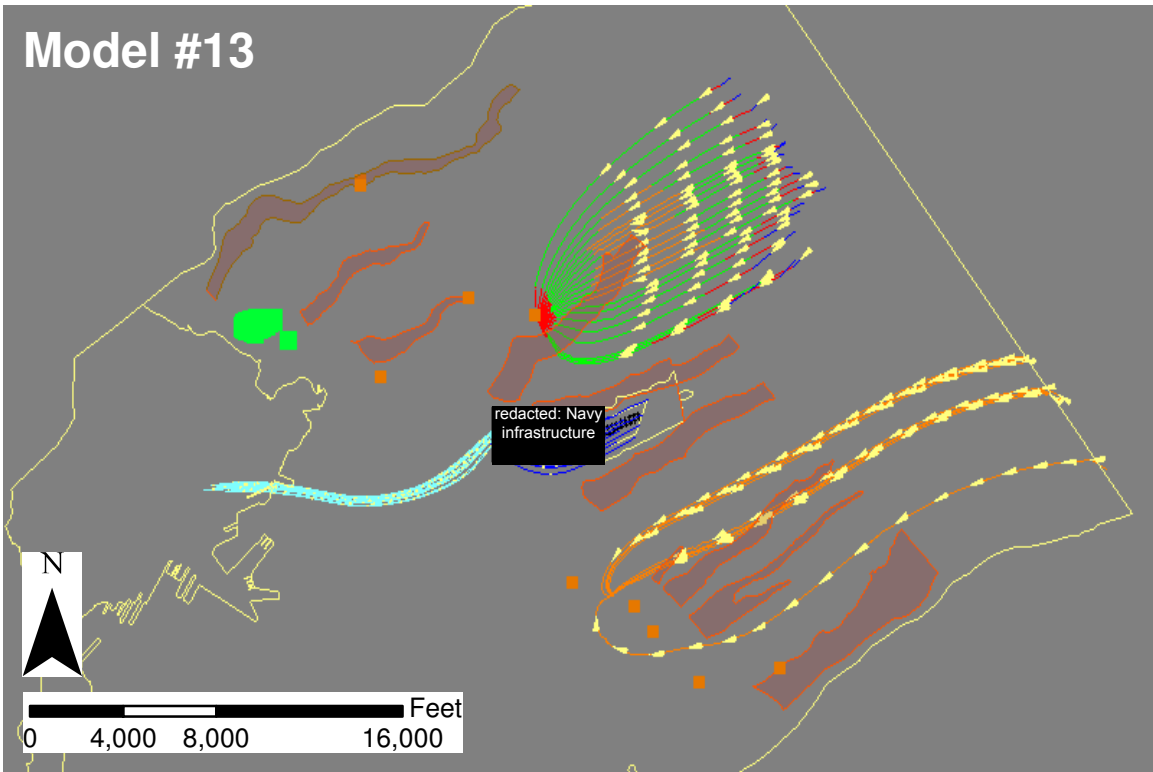 Model #13
redacted: Navy
infrastructure
N
Feet
0 4,000 8,000 16,000